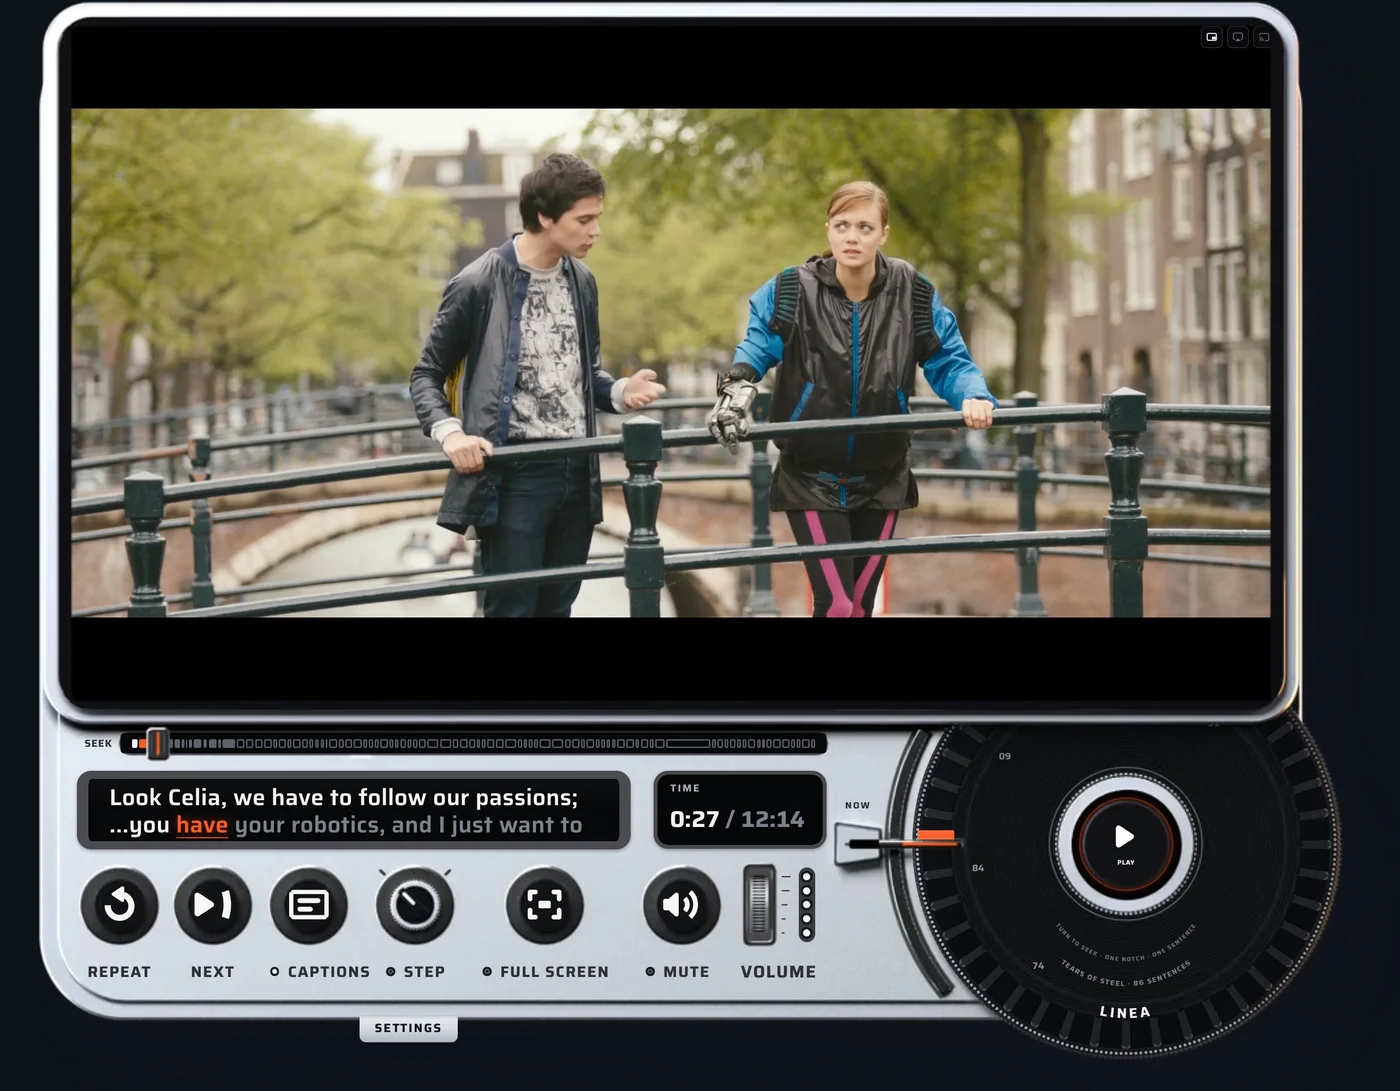 SEEK
Look Celia, we have to follow our passions;
...you have your robotics, and I just want to
TIME
0:27 / 12:14
NOW
09
84
74
PLAY
TURN TO SEEK · ONE NOTCH · ONE SENTENCE
TEARS OF STEEL · 86 SENTENCES
LINEA
REPEAT
NEXT
CAPTIONS
STEP
FULL SCREEN
MUTE
VOLUME
SETTINGS